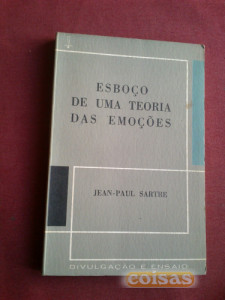 ESBOÇO
DE UMA TEORIA
DAS EMOÇÕES
JEAN-PAUL SARTRE
DIVULGAÇÃO E ENSAIO
coisas